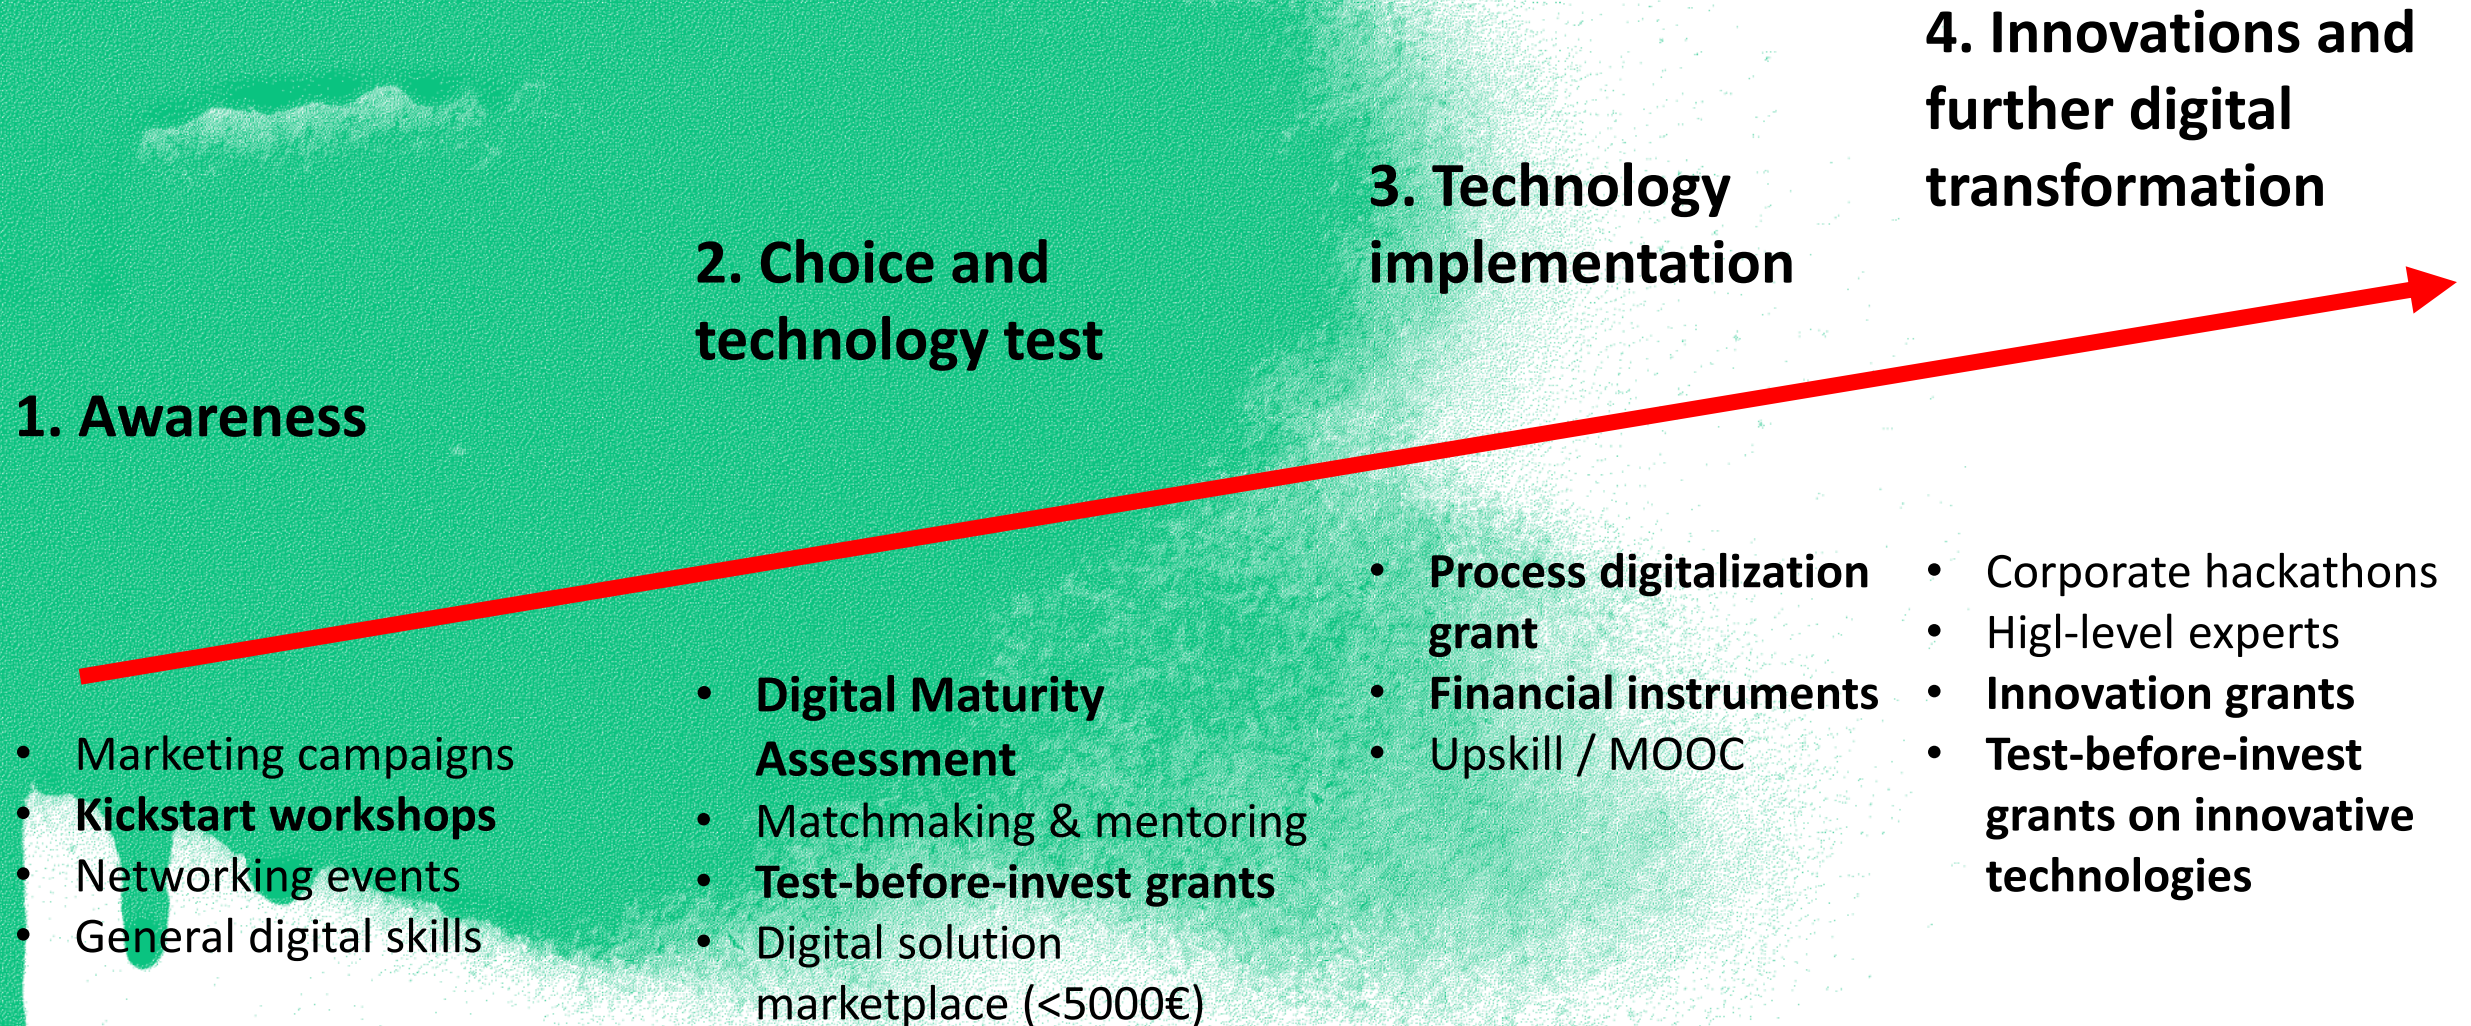 1. Awareness
• Marketing campaigns
• Kickstart workshops
• Networking events
• General digital skills
2. Choice and
technology test
• Digital Maturity
Assessment
• Matchmaking & mentoring
• Test-before-invest grants
• Digital solution
marketplace (<5000€)
3. Technology
implementation
• Process digitalization
grant
• Financial instruments
• Upskill / MOOC
4. Innovations and
further digital
transformation
• Corporate hackathons
• Higl-level experts
• Innovation grants
• Test-before-invest
grants on innovative
technologies